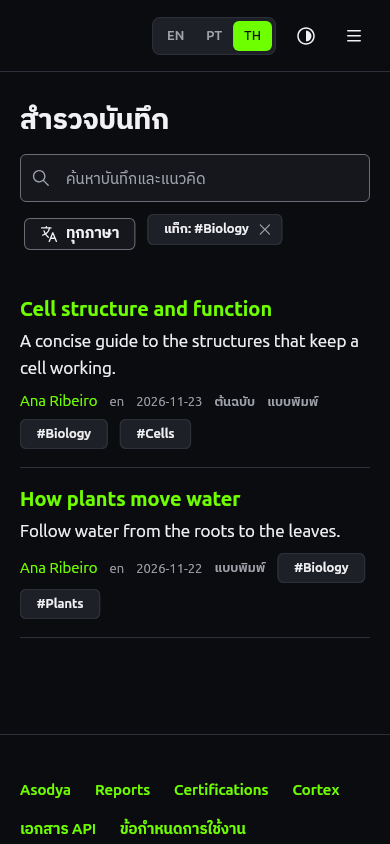 EN PT TH
สำรวจบันทึก
ค้นหาบันทึกและแนวคิด
ทุกภาษา
แท็ก: #Biology
Cell structure and function
A concise guide to the structures that keep a
cell working.
Ana Ribeiro en 2026-11-23 ต้นฉบับ แบบพิมพ์
#Biology #Cells
How plants move water
Follow water from the roots to the leaves.
Ana Ribeiro en 2026-11-22 แบบพิมพ์ #Biology
#Plants
Asodya Reports Certifications Cortex
เอกสาร API ข้อกำหนดการใช้งาน